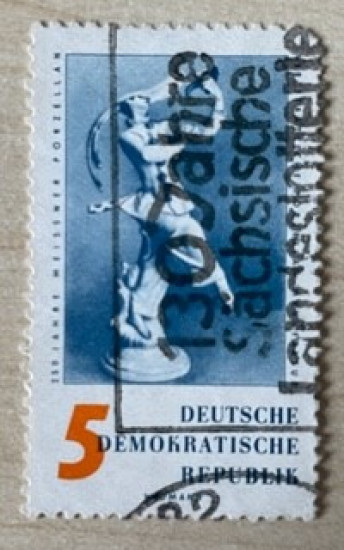 250 JAHRE MEISSNER PORZELLAN
5
DEUTSCHE
DEMOKRATISCHE
REPUBLIK
130 Jahre
Sächsische
Landeslotterie